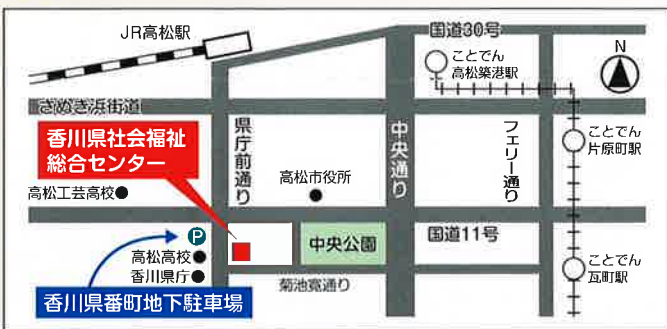 国道30号
JR高松駅
N
ことでん
高松築港駅
さぬき浜街道
香川県社会福祉
総合センター
県庁前通り
中央通り
フェリー通り
ことでん
片原町駅
高松市役所
高松工芸高校
P
中央公園
国道11号
高松高校
香川県庁
ことでん
瓦町駅
菊池寛通り
香川県番町地下駐車場